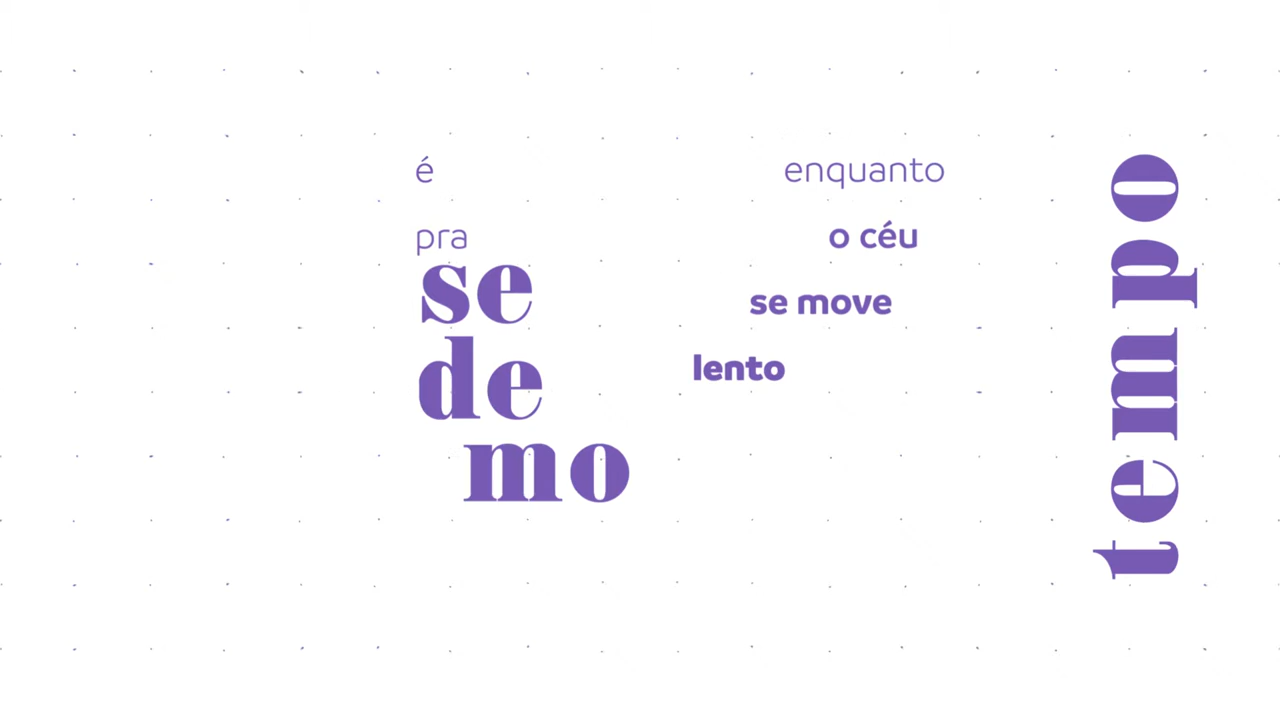 é
pra
se
de
mo
enquanto
o céu
se move
lento
tempo